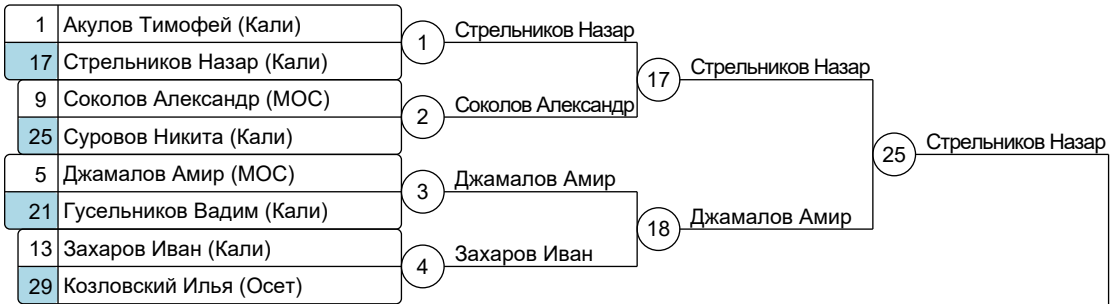 1 Акулов Тимофей (Кали)
17 Стрельников Назар (Кали)
9 Соколов Александр (МОС)
25 Суровов Никита (Кали)
5 Джамалов Амир (МОС)
21 Гусельников Вадим (Кали)
13 Захаров Иван (Кали)
29 Козловский Илья (Осет)
1 Стрельников Назар
2 Соколов Александр
3 Джамалов Амир
4 Захаров Иван
17 Стрельников Назар
18 Джамалов Амир
25 Стрельников Назар